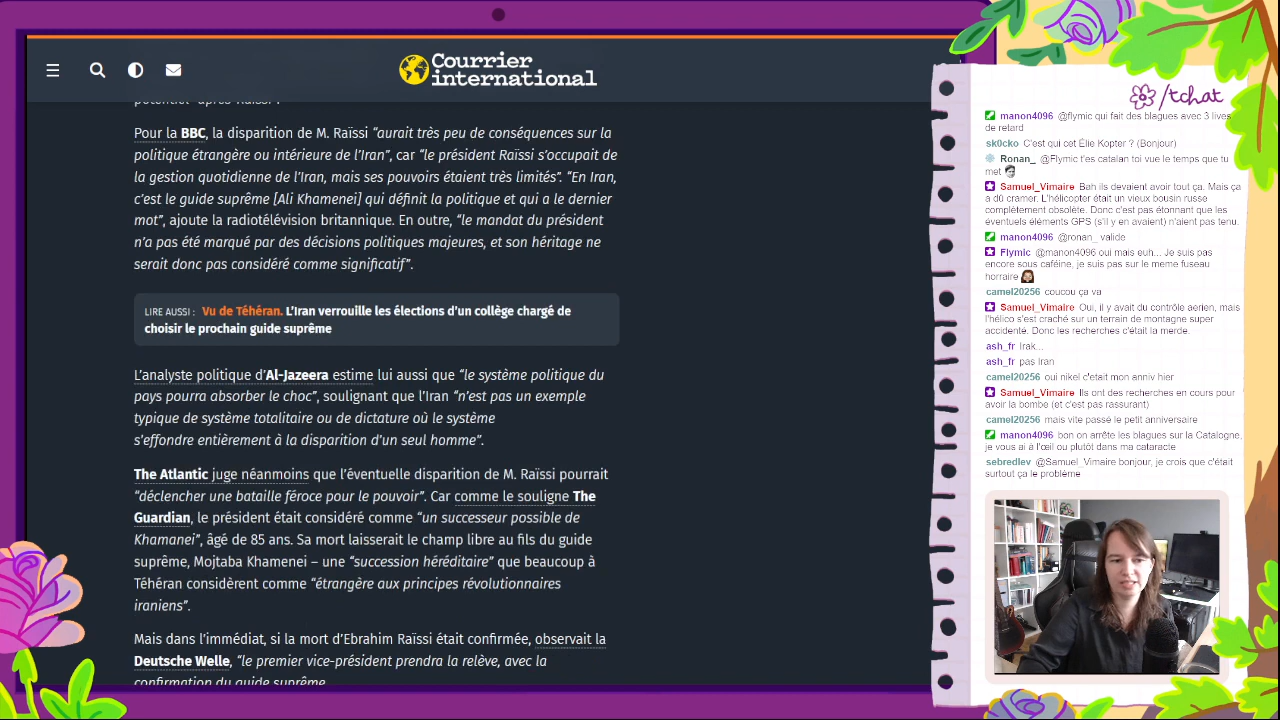 Courrier
international
potentiel “après-Raïssi”.
Pour la BBC, la disparition de M. Raïssi “aurait très peu de conséquences sur la
politique étrangère ou intérieure de l’Iran”, car “le président Raïssi s’occupait de
la gestion quotidienne de l’Iran, mais ses pouvoirs étaient très limités”. “En Iran,
c’est le guide suprême [Ali Khamenei] qui définit la politique et qui a le dernier
mot”, ajoute la radiotélévision britannique. En outre, “le mandat du président
n’a pas été marqué par des décisions politiques majeures, et son héritage ne
serait donc pas considéré comme significatif”.
LIRE AUSSI : Vu de Téhéran. L’Iran verrouille les élections d’un collège chargé de
choisir le prochain guide suprême
L’analyste politique d’Al-Jazeera estime lui aussi que “le système politique du
pays pourra absorber le choc”, soulignant que l’Iran “n’est pas un exemple
typique de système totalitaire ou de dictature où le système
s’effondre entièrement à la disparition d’un seul homme”.
The Atlantic juge néanmoins que l’éventuelle disparition de M. Raïssi pourrait
“déclencher une bataille féroce pour le pouvoir”. Car comme le souligne The
Guardian, le président était considéré comme “un successeur possible de
Khamanei”, âgé de 85 ans. Sa mort laisserait le champ libre au fils du guide
suprême, Mojtaba Khamenei – une “succession héréditaire” que beaucoup à
Téhéran considèrent comme “étrangère aux principes révolutionnaires
iraniens”.
Mais dans l’immédiat, si la mort d’Ebrahim Raïssi était confirmée, observait la
Deutsche Welle, “le premier vice-président prendra la relève, avec la
confirmation du guide suprême
/tchat
manon4096 @flymic qui fait des blagues avec 3 lives
de retard
sk0cko C'est qui cet Élie Kopter ? (Bonjour)
Ronan_ @Flymic t'es catalan toi vue le temps que tu
met
Samuel_Vimaire Bah ils devaient avoir tout ça. Mais ça
a dû cramer. L'hélicoptère était un vieux bousin russe
complètement obsolète. Donc c'est pas étonnant que les
éventuels éléments GPS (s'il y en avaient) n'aient pas tenu.
manon4096 @ronan_ valide
Flymic @manon4096 oui mais euh... Je suis pas
encore sous caféine, je suis pas sur le meme fuseau
horraire
camel20256 coucou ça va
Samuel_Vimaire Oui, il y avait du contrôle aerien, mais
l'hélico s'est craché sur un terrain de montagne super
accidenté. Donc les recherches c'était la merde.
ash_fr Irak...
ash_fr pas Iran
camel20256 oui nikel c'etait mon anniv hier
Samuel_Vimaire Ils ont des recherches en cours pour
avoir la bombe (et c'est pas rassurant)
camel20256 mais vite passé le petit anniversaire
manon4096 bon on arrête les blagues sur la Catalogne,
je vous ai à l'œil ou plutôt dans ma cataracte
sebredlev @Samuel_Vimaire bonjour, je crois que c'était
surtout ça le problème